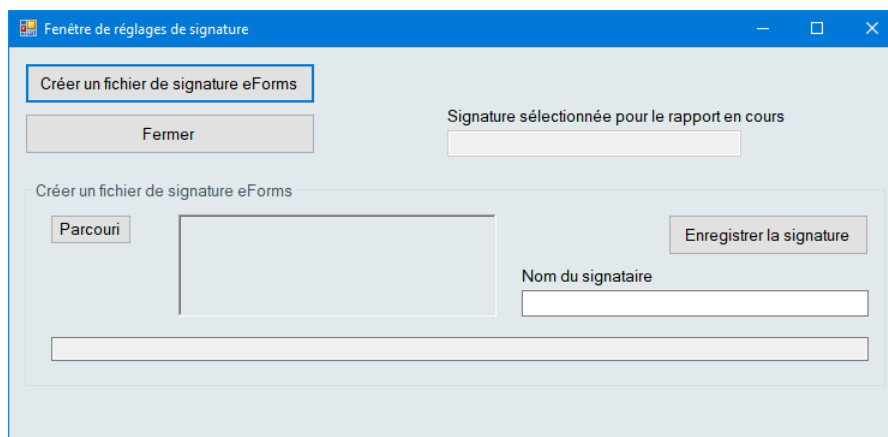 Fenêtre de réglages de signature
Créer un fichier de signature eForms
Signature sélectionnée pour le rapport en cours
Fermer
Créer un fichier de signature eForms
Parcouri
Enregistrer la signature
Nom du signataire